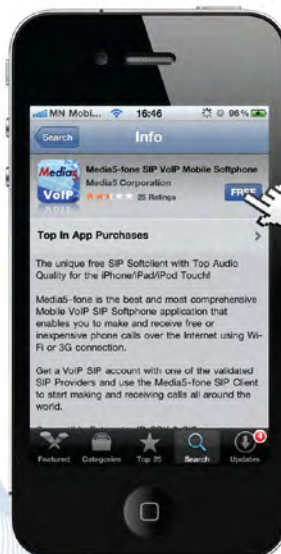 MN Mobi... 16:46 96%
Search Info
Media5 VoIP
Media5-fone SIP VoIP Mobile Softphone
Media5 Corporation
25 Ratings
FREE
Top In App Purchases
The unique free SIP Softclient with Top Audio
Quality for the iPhone/iPad/iPod Touch!
Media5-fone is the best and most comprehensive
Mobile VoIP SIP Softphone application that
enables you to make and receive free or
inexpensive phone calls over the Internet using Wi-
Fi or 3G connection.
Get a VoIP SIP account with one of the validated
SIP Providers and use the Media5-fone SIP Client
to start making and receiving calls all around the
world.
4
Featured Categories Top 25 Search Updates